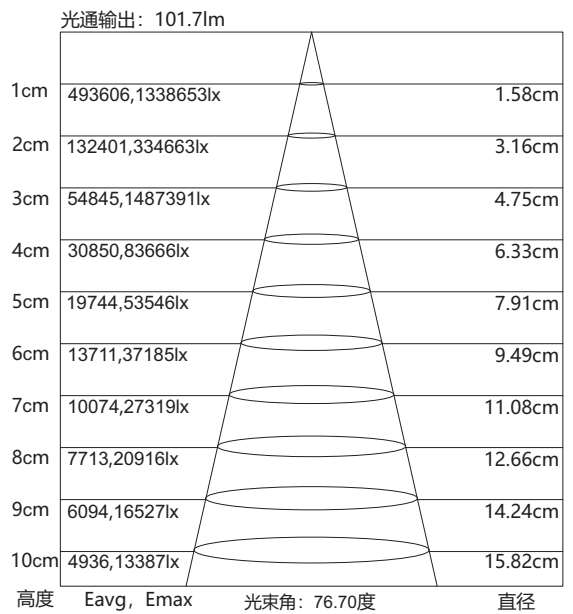 光通输出：101.7lm
1cm 493606,1338653lx 1.58cm
2cm 132401,334663lx 3.16cm
3cm 54845,1487391lx 4.75cm
4cm 30850,83666lx 6.33cm
5cm 19744,53546lx 7.91cm
6cm 13711,37185lx 9.49cm
7cm 10074,27319lx 11.08cm
8cm 7713,20916lx 12.66cm
9cm 6094,16527lx 14.24cm
10cm 4936,13387lx 15.82cm
高度 Eavg，Emax 光束角：76.70度 直径